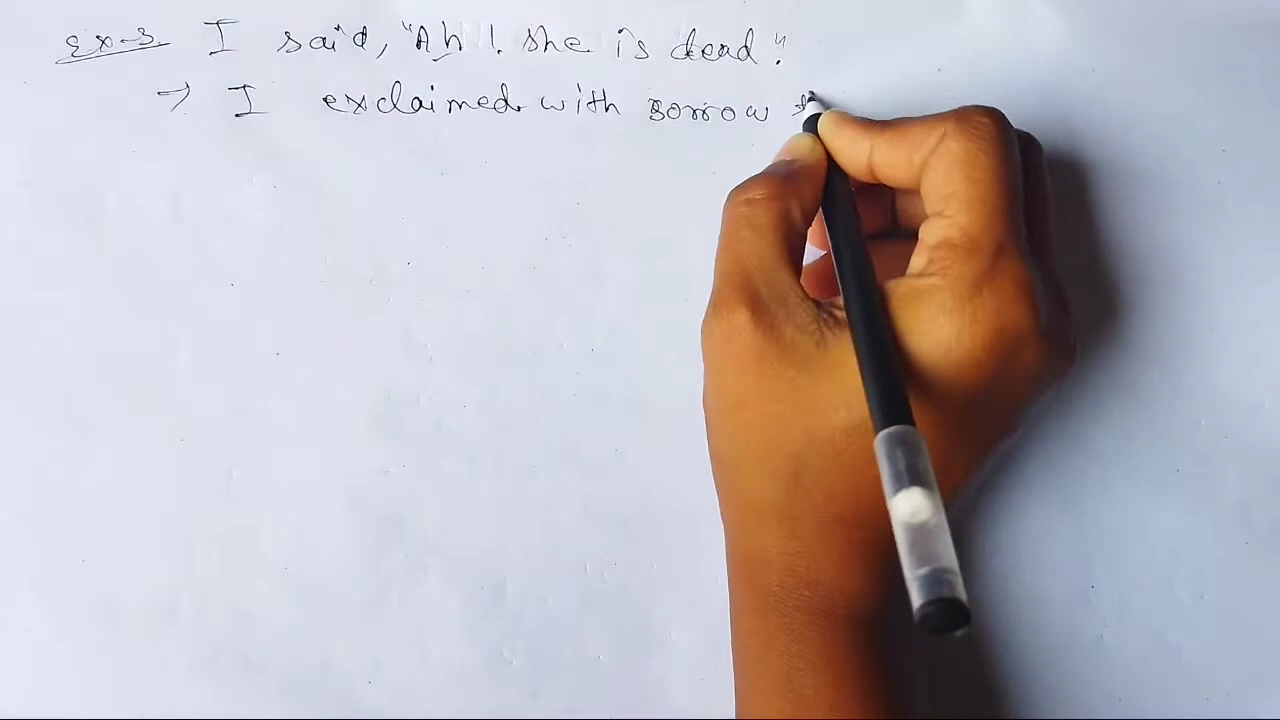 Ex-3. I said, "Ah! she is dead."
→ I exclaimed with sorrow